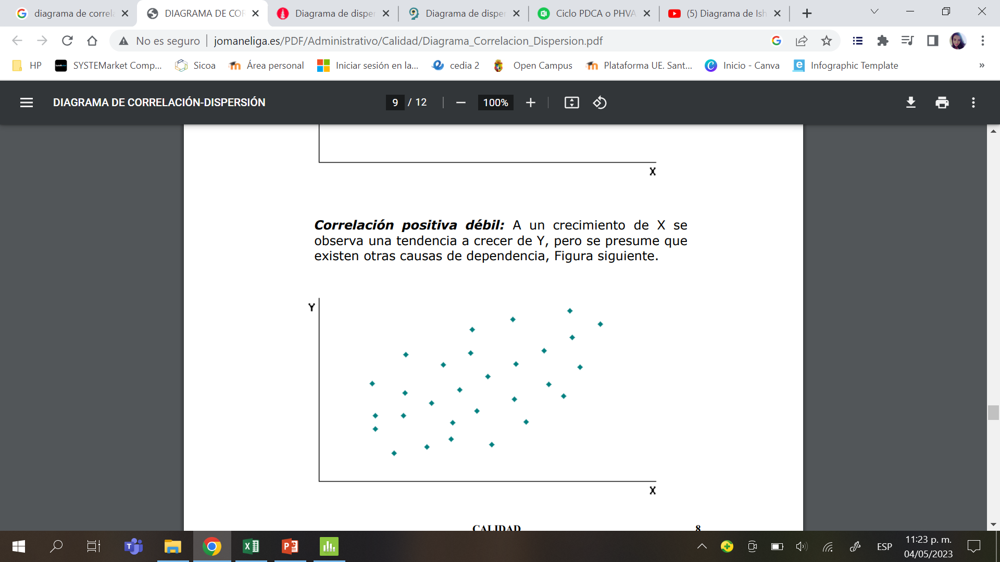 diagrama de correla
DIAGRAMA DE COR
Diagrama de disper
Diagrama de disper
Ciclo PDCA o PHVA
(5) Diagrama de Ish
No es seguro
jomaneliga.es/PDF/Administrativo/Calidad/Diagrama_Correlacion_Dispersion.pdf
HP
SYSTEMarket Comp...
Sicoa
Área personal
Iniciar sesión en la...
cedia 2
Open Campus
Plataforma UE. Sant...
Inicio - Canva
Infographic Template
»
DIAGRAMA DE CORRELACIÓN-DISPERSIÓN
9 / 12
100%
X
Correlación positiva débil: A un crecimiento de X se
observa una tendencia a crecer de Y, pero se presume que
existen otras causas de dependencia, Figura siguiente.
Y
X
CALIDAD 8
ESP
11:23 p. m.
04/05/2023